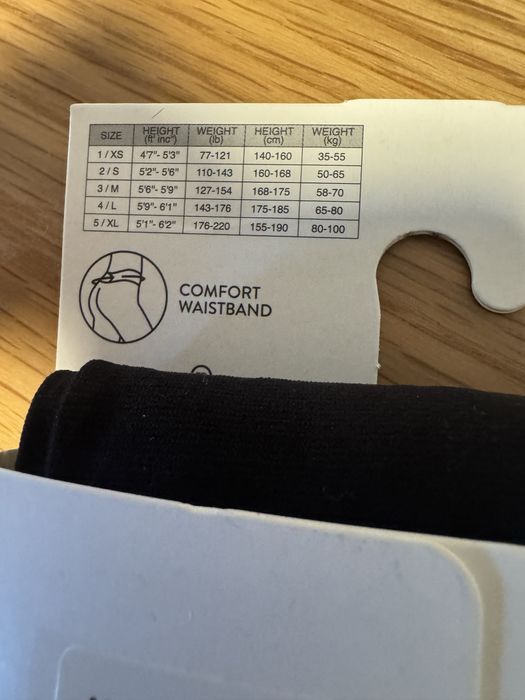 SIZE HEIGHT (ft' inc") WEIGHT (lb) HEIGHT (cm) WEIGHT (kg)
1 / XS 4'7"- 5'3" 77-121 140-160 35-55
2 / S 5'2"- 5'6" 110-143 160-168 50-65
3 / M 5'6"- 5'9" 127-154 168-175 58-70
4 / L 5'9"- 6'1" 143-176 175-185 65-80
5 / XL 5'1"- 6'2" 176-220 155-190 80-100
COMFORT
WAISTBAND